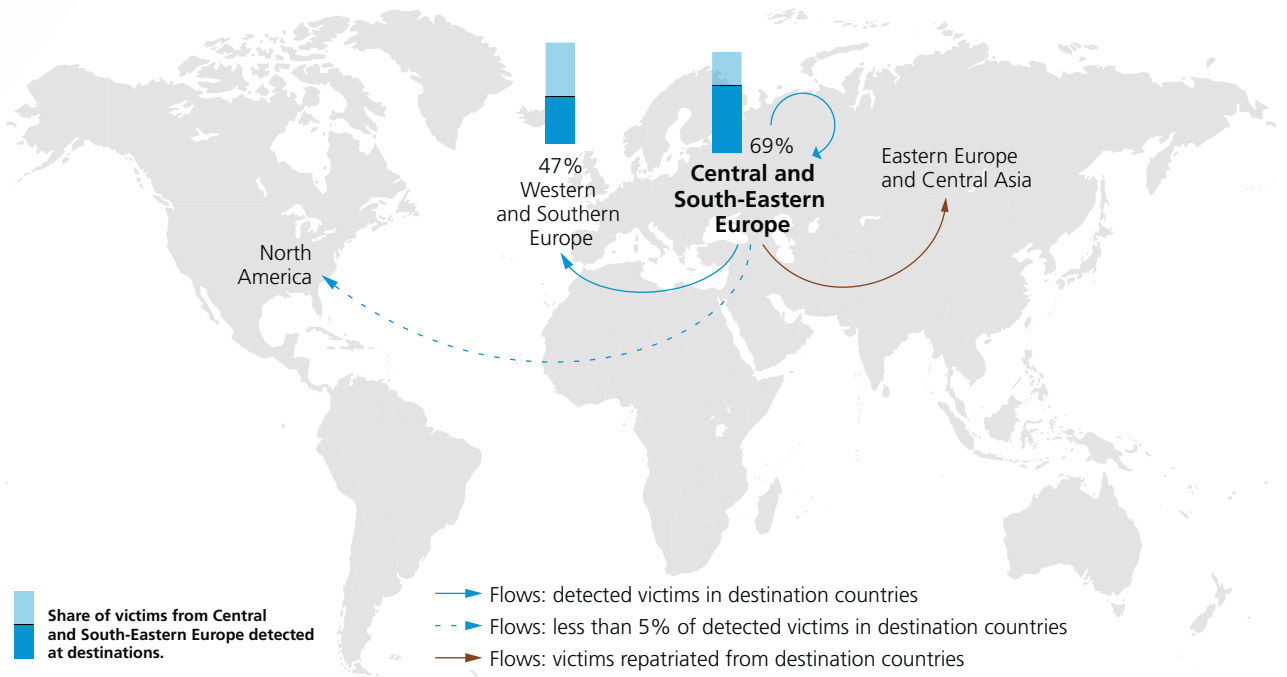 69%
Central and
South-Eastern
Europe
47%
Western
and Southern
Europe
Eastern Europe
and Central Asia
North
America
Share of victims from Central
and South-Eastern Europe detected
at destinations.
Flows: detected victims in destination countries
Flows: less than 5% of detected victims in destination countries
Flows: victims repatriated from destination countries